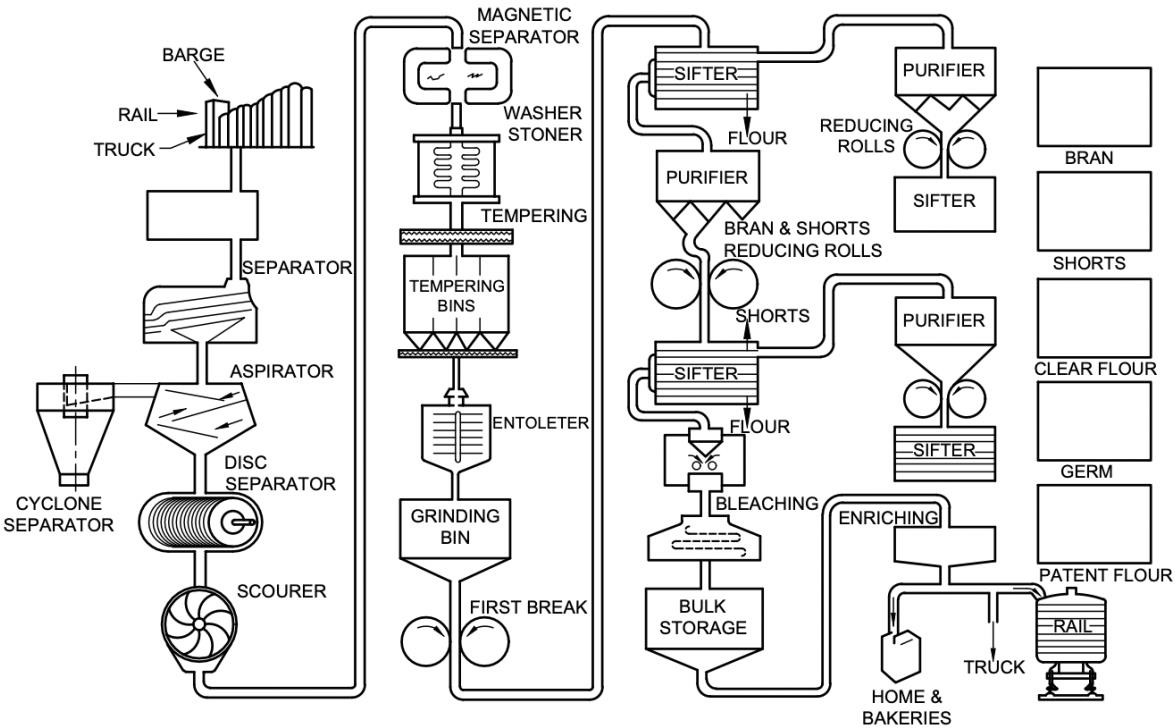 BARGE
RAIL
TRUCK
SEPARATOR
ASPIRATOR
CYCLONE
SEPARATOR
DISC
SEPARATOR
SCOURER
MAGNETIC
SEPARATOR
WASHER
STONER
TEMPERING
TEMPERING
BINS
ENTOLETER
GRINDING
BIN
FIRST BREAK
SIFTER
FLOUR
PURIFIER
BRAN & SHORTS
REDUCING ROLLS
SHORTS
SIFTER
FLOUR
BLEACHING
BULK
STORAGE
PURIFIER
REDUCING
ROLLS
SIFTER
PURIFIER
SIFTER
ENRICHING
HOME &
BAKERIES
TRUCK
RAIL
BRAN
SHORTS
CLEAR FLOUR
GERM
PATENT FLOUR